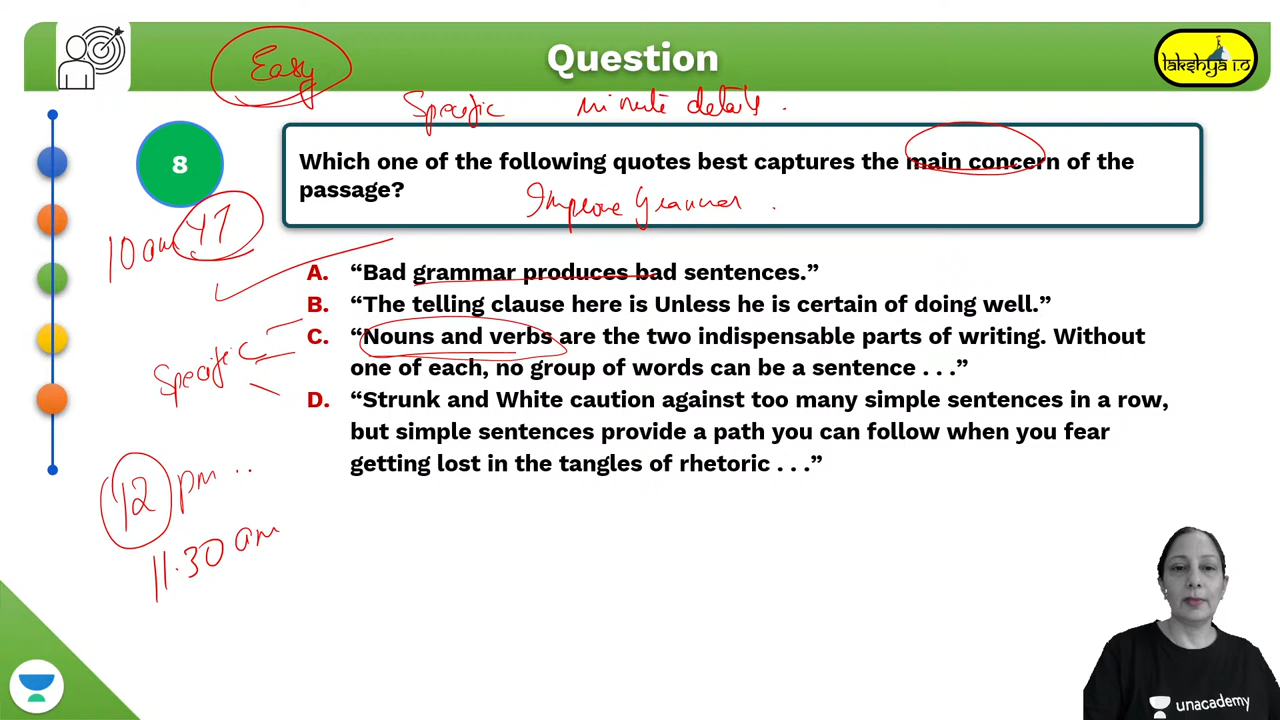 Easy
Question
lakshya 1.0
Specific minute details.
8
Which one of the following quotes best captures the main concern of the
passage?
Improve Grammar.
10 am YT
A. “Bad grammar produces bad sentences.”
B. “The telling clause here is Unless he is certain of doing well.”
C. “Nouns and verbs are the two indispensable parts of writing. Without
one of each, no group of words can be a sentence . . .”
Specific
D. “Strunk and White caution against too many simple sentences in a row,
but simple sentences provide a path you can follow when you fear
getting lost in the tangles of rhetoric . . .”
12 pm ..
11.30 am
unacademy